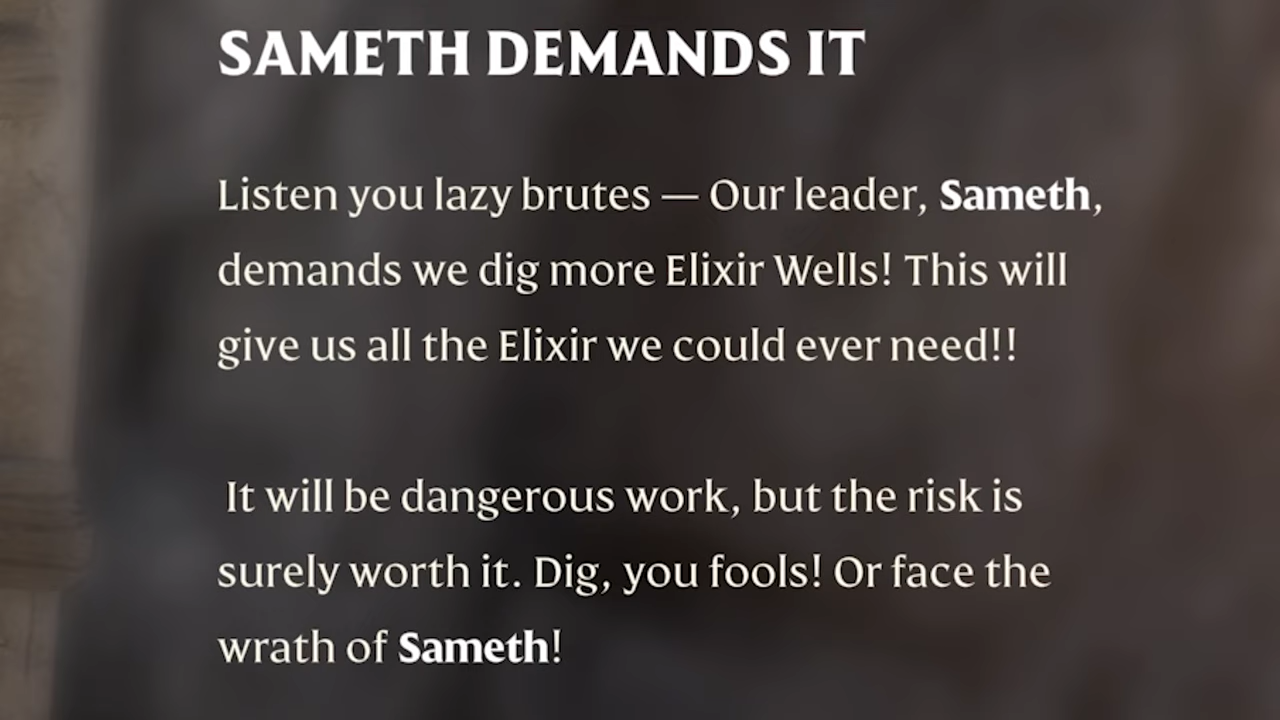 SAMETH DEMANDS IT
Listen you lazy brutes — Our leader, Sameth,
demands we dig more Elixir Wells! This will
give us all the Elixir we could ever need!!
It will be dangerous work, but the risk is
surely worth it. Dig, you fools! Or face the
wrath of Sameth!